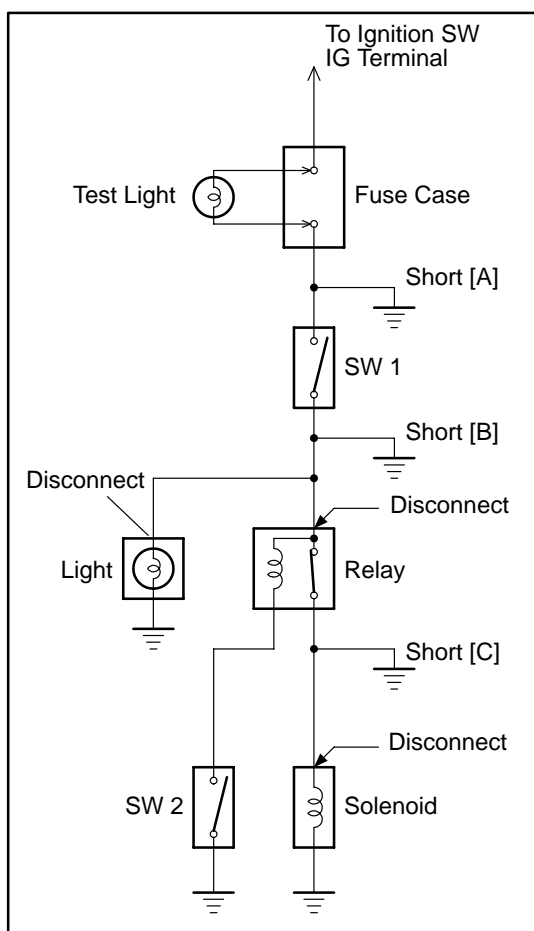 To Ignition SW
IG Terminal
Test Light
Fuse Case
Short [A]
SW 1
Short [B]
Disconnect
Disconnect
Light
Relay
Short [C]
Disconnect
SW 2
Solenoid